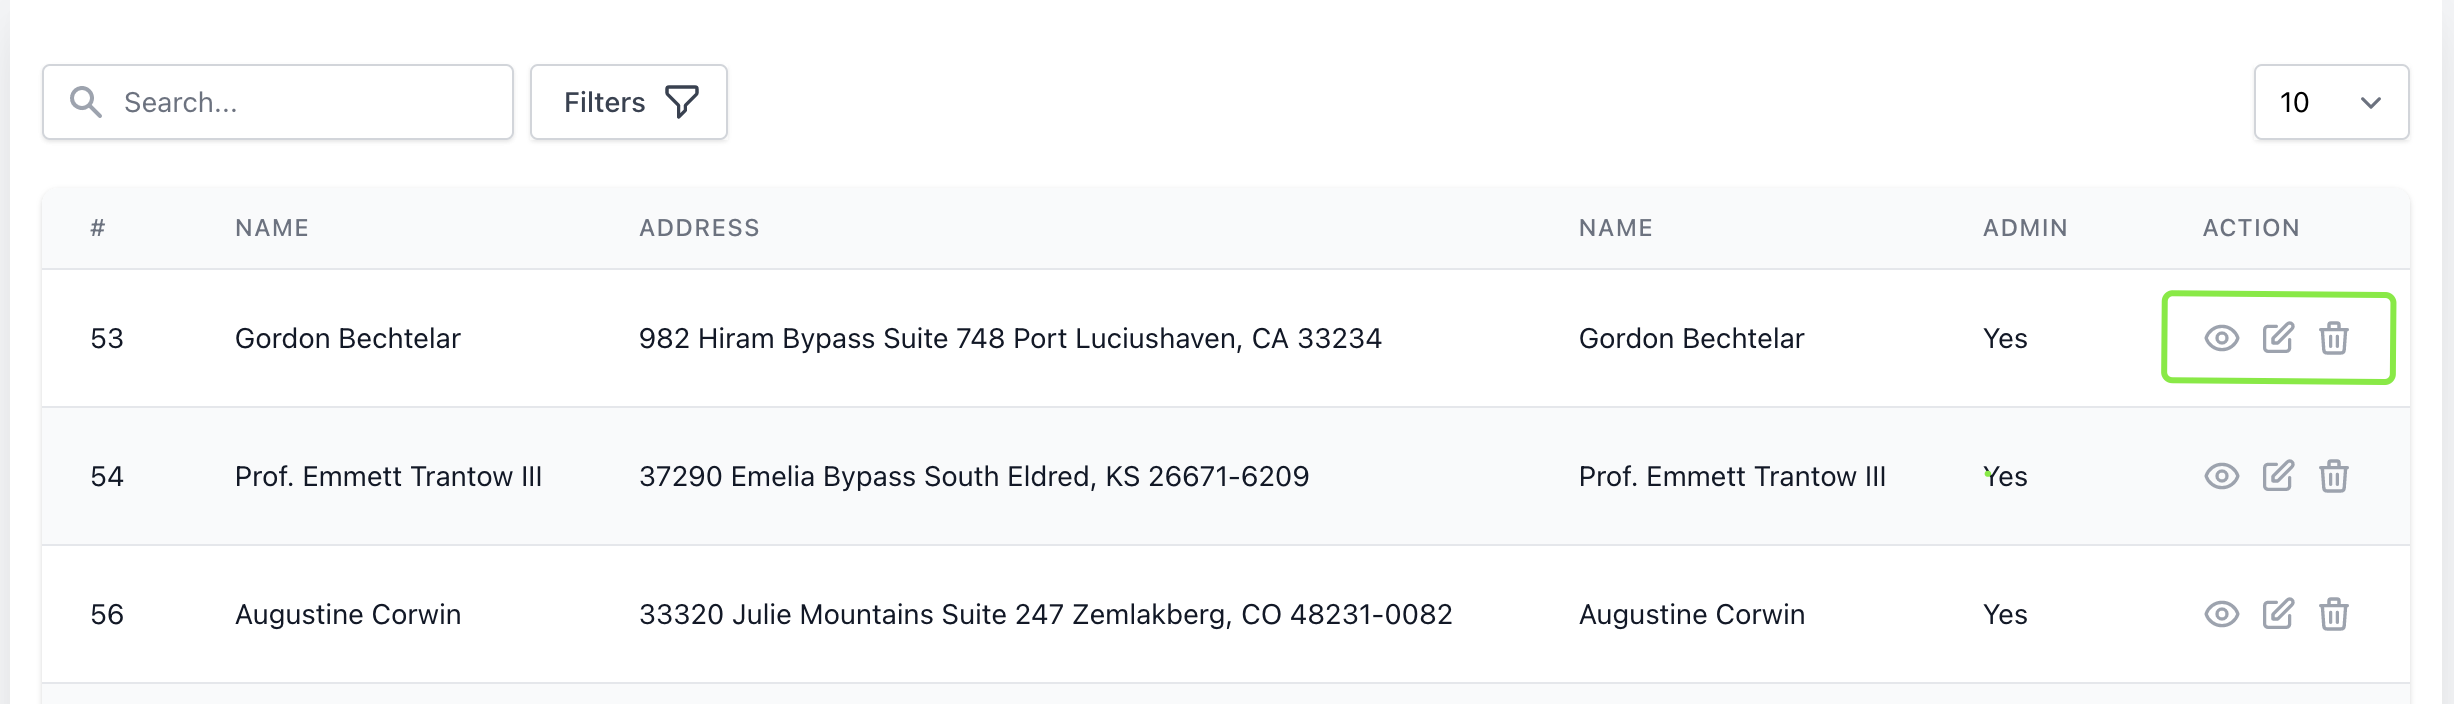 Search... Filters 10
# NAME ADDRESS NAME ADMIN ACTION
53 Gordon Bechtelar 982 Hiram Bypass Suite 748 Port Luciushaven, CA 33234 Gordon Bechtelar Yes
54 Prof. Emmett Trantow III 37290 Emelia Bypass South Eldred, KS 26671-6209 Prof. Emmett Trantow III Yes
56 Augustine Corwin 33320 Julie Mountains Suite 247 Zemlakberg, CO 48231-0082 Augustine Corwin Yes